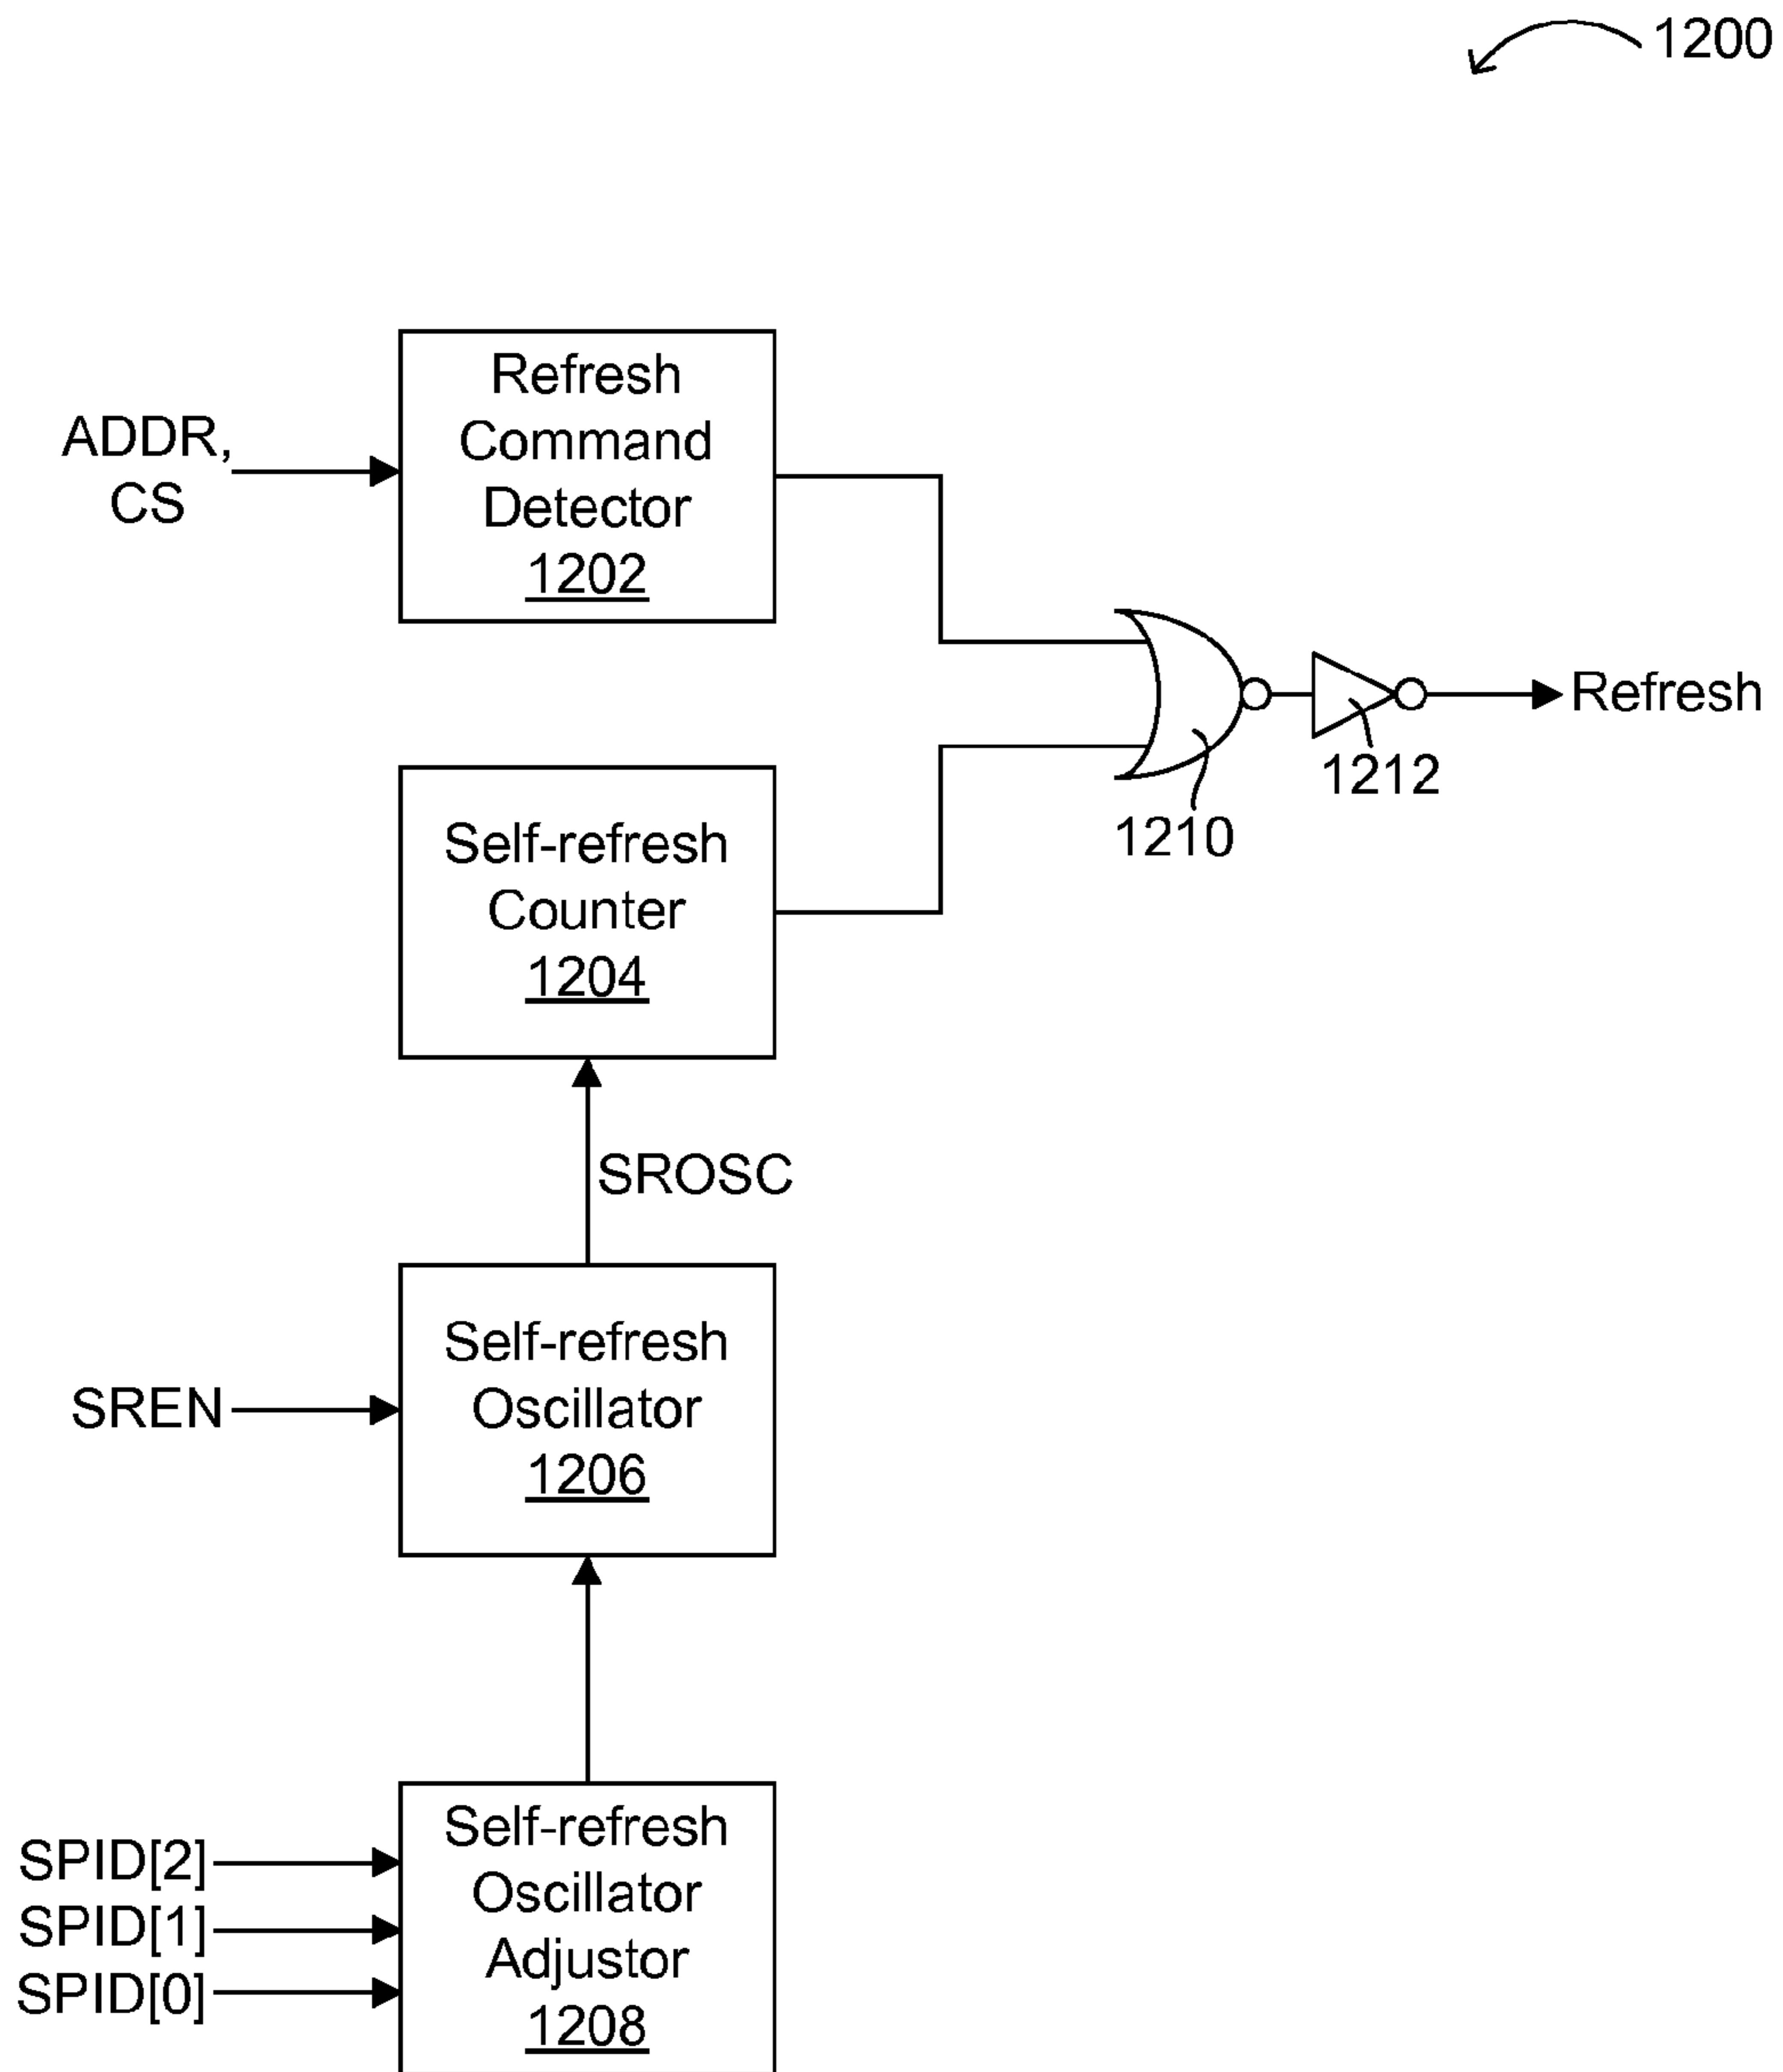 1200
ADDR,
CS
Refresh
Command
Detector
1202
Refresh
1212
1210
Self-refresh
Counter
1204
SROSC
SREN
Self-refresh
Oscillator
1206
SPID[2]
SPID[1]
SPID[0]
Self-refresh
Oscillator
Adjustor
1208